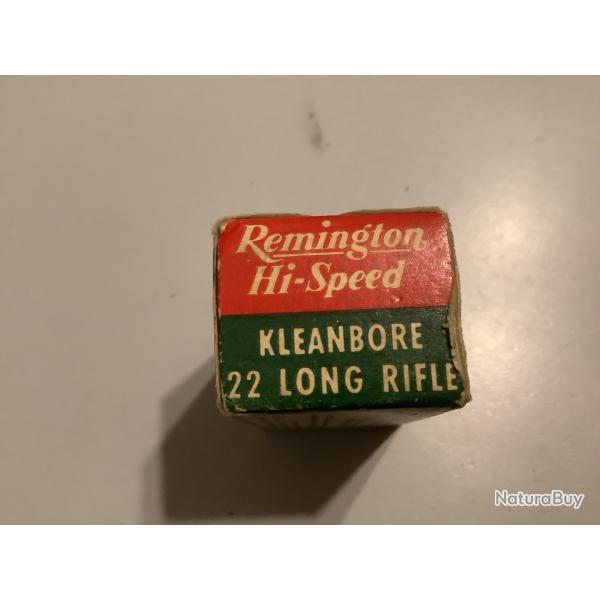 Remington
Hi-Speed
KLEANBORE
22 LONG RIFLE
NaturaBuy